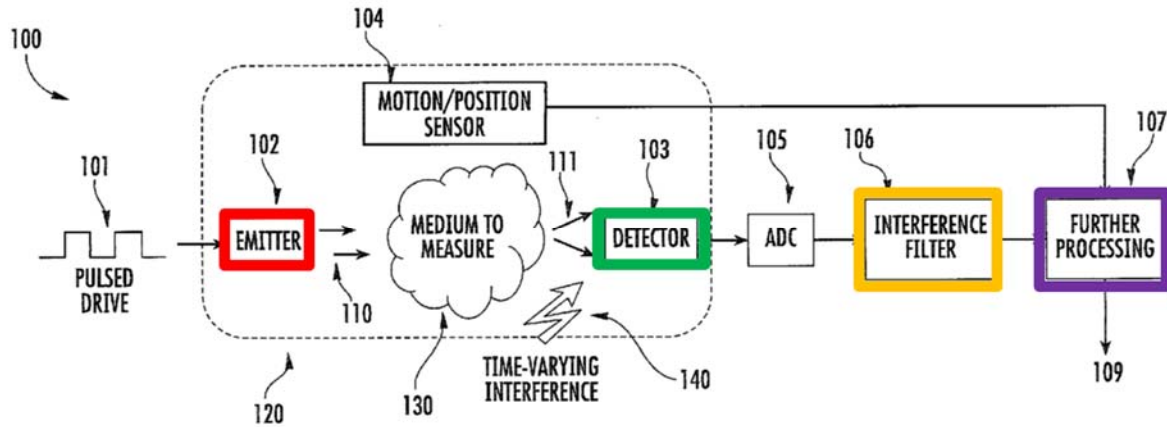 100
104
MOTION/POSITION
SENSOR
107
101
102
111
103
105
106
EMITTER
MEDIUM TO
MEASURE
DETECTOR
ADC
INTERFERENCE
FILTER
FURTHER
PROCESSING
PULSED
DRIVE
110
120
130
TIME-VARYING
INTERFERENCE
140
109